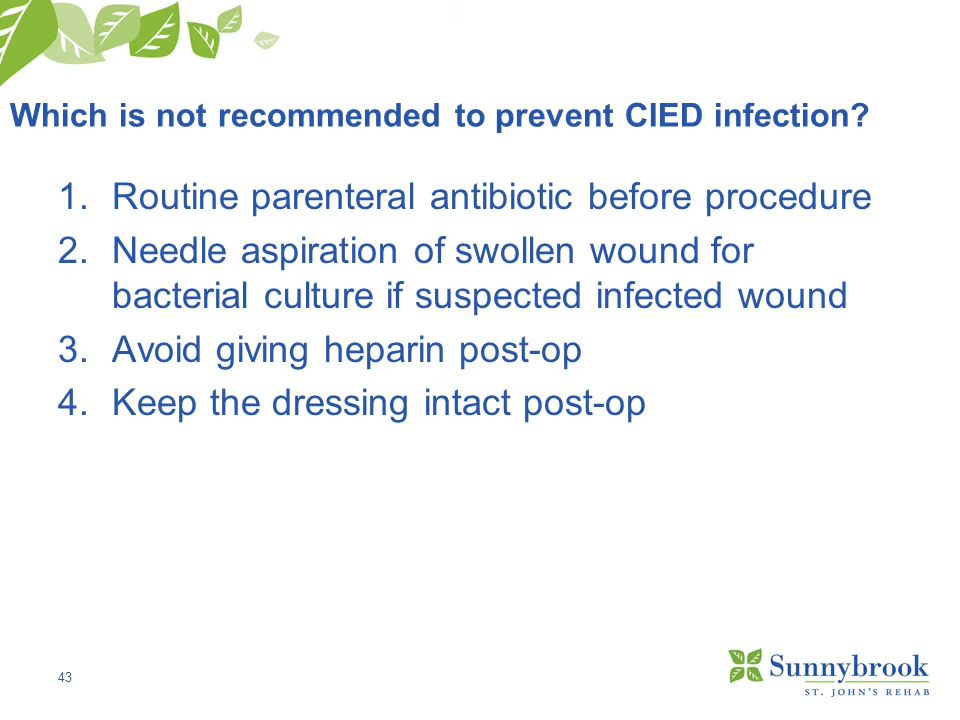 Which is not recommended to prevent CIED infection?
1. Routine parenteral antibiotic before procedure
2. Needle aspiration of swollen wound for
bacterial culture if suspected infected wound
3. Avoid giving heparin post-op
4. Keep the dressing intact post-op
43
Sunnybrook
ST. JOHN'S REHAB